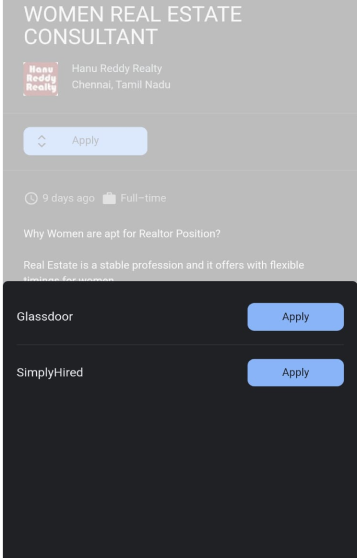 WOMEN REAL ESTATE
CONSULTANT
Hanu
Reddy
Realty
Hanu Reddy Realty
Chennai, Tamil Nadu
Apply
9 days ago Full-time
Why Women are apt for Realtor Position?
Real Estate is a stable profession and it offers with flexible
timings for women
Glassdoor Apply
SimplyHired Apply